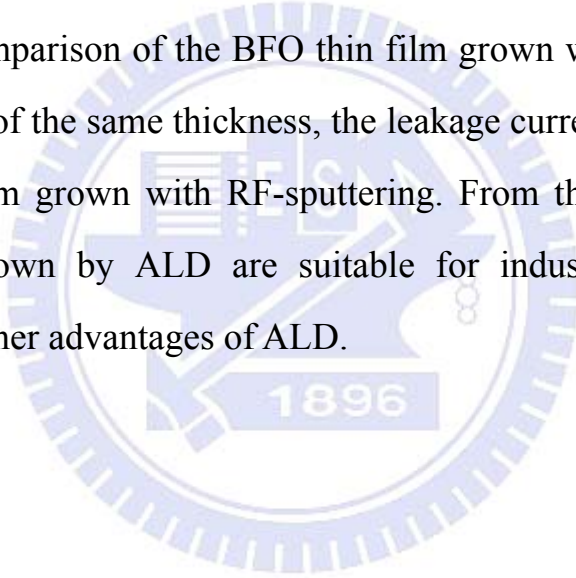 mparison of the BFO thin film grown w
of the same thickness, the leakage curre
m grown with RF-sputtering. From th
own by ALD are suitable for indus
ner advantages of ALD.
E S
1896